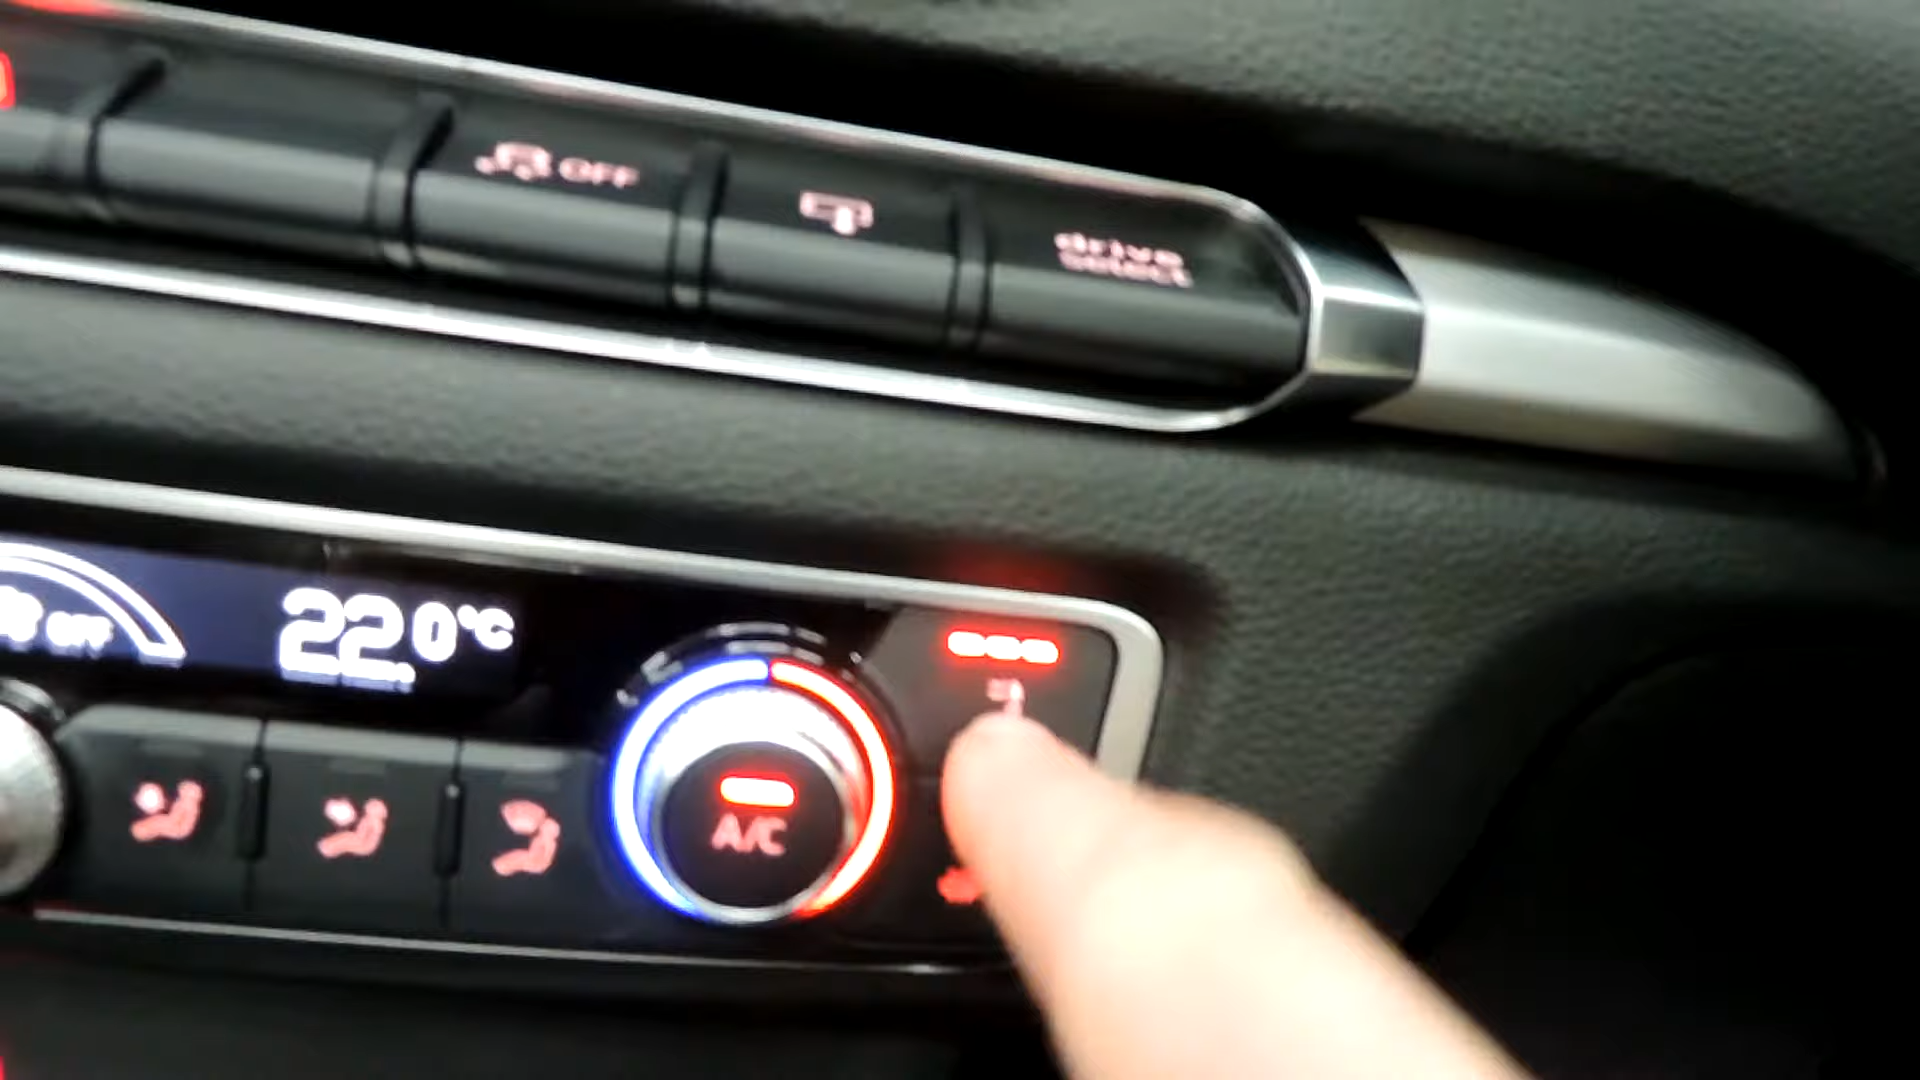 OFF
drive
select
OFF
22.0°C
A/C